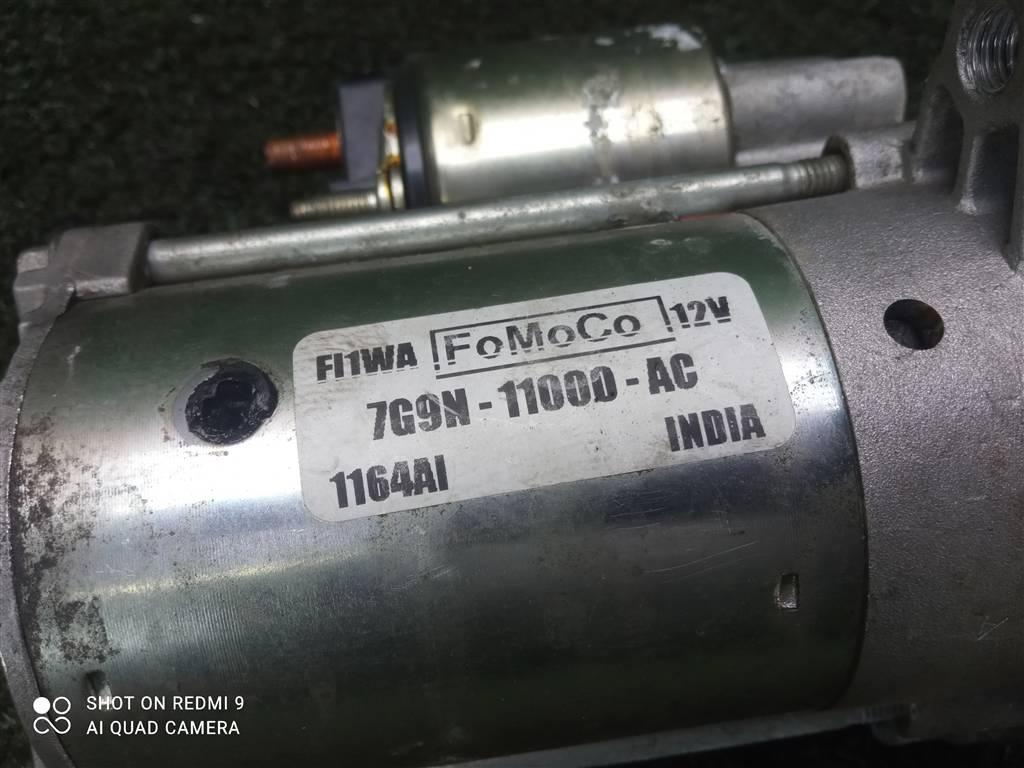 FI1WA FoMoCo 12V
7G9N - 11000 - AC
1164AI INDIA
SHOT ON REDMI 9
AI QUAD CAMERA